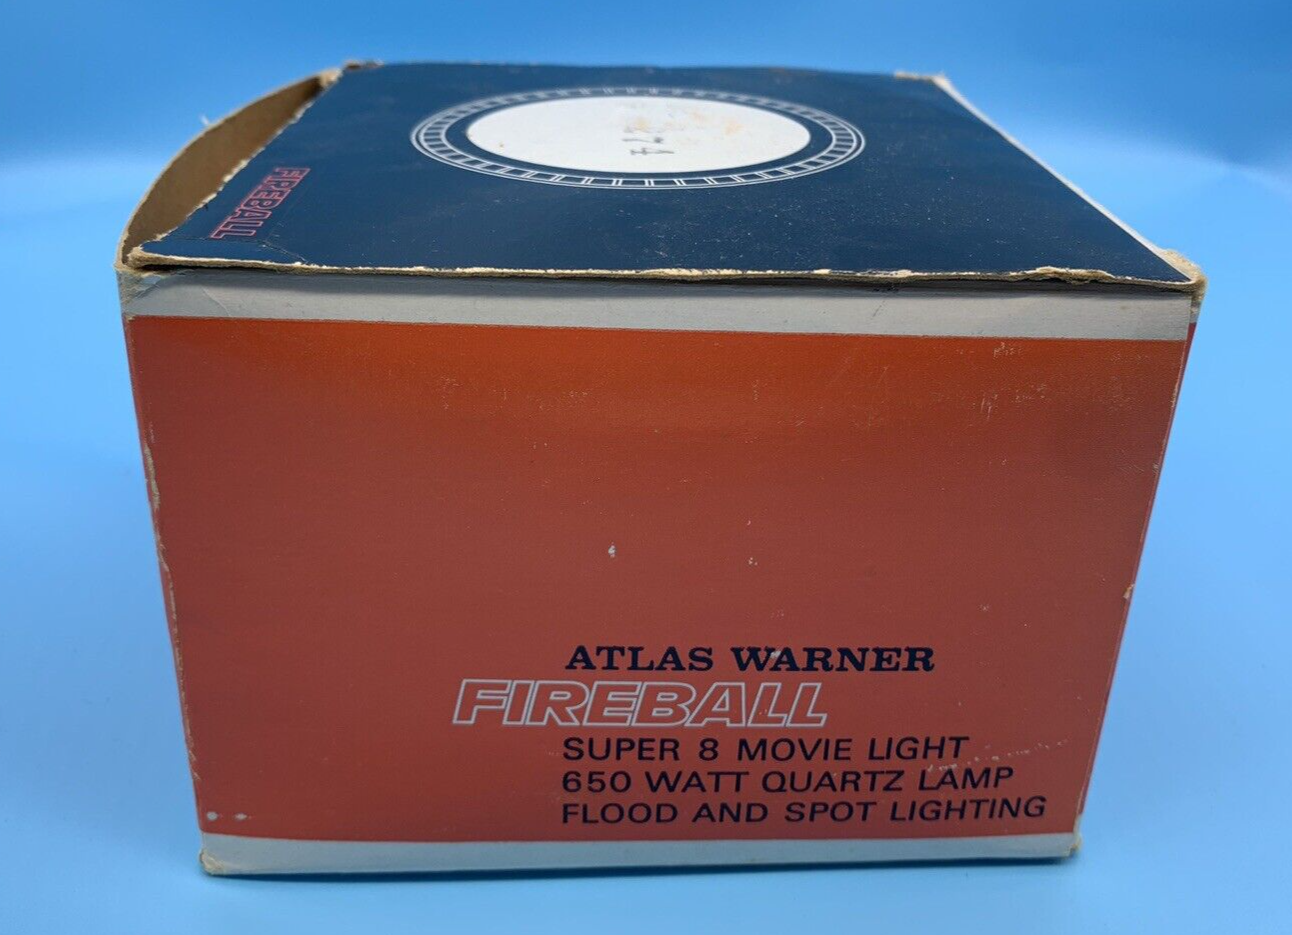 FIREBALL
ATLAS WARNER
FIREBALL
SUPER 8 MOVIE LIGHT
650 WATT QUARTZ LAMP
FLOOD AND SPOT LIGHTING